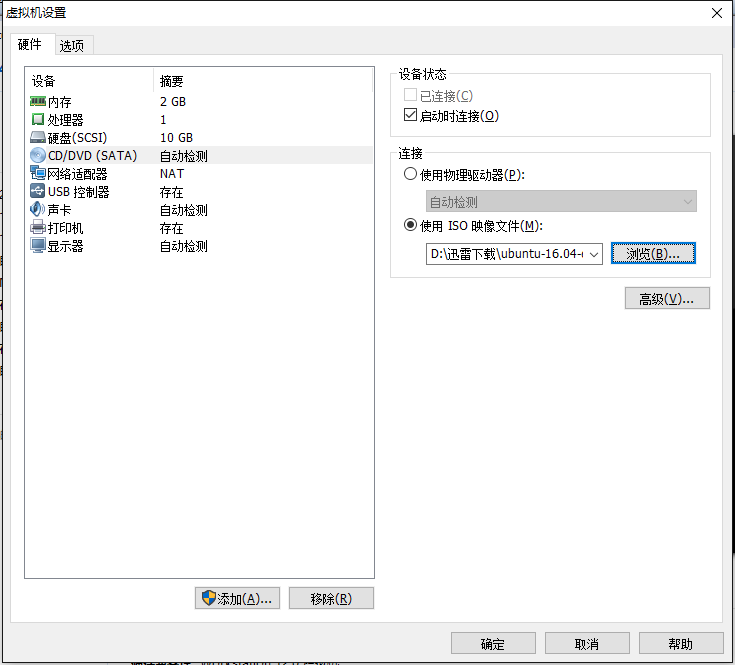 虚拟机设置
硬件 选项
设备 摘要
内存 2 GB
处理器 1
硬盘(SCSI) 10 GB
CD/DVD (SATA) 自动检测
网络适配器 NAT
USB 控制器 存在
声卡 自动检测
打印机 存在
显示器 自动检测
添加(A)... 移除(R)
设备状态
已连接(C)
启动时连接(O)
连接
使用物理驱动器(P):
自动检测
使用 ISO 映像文件(M):
D:\迅雷下载\ubuntu-16.04- 浏览(B)...
高级(V)...
确定 取消 帮助